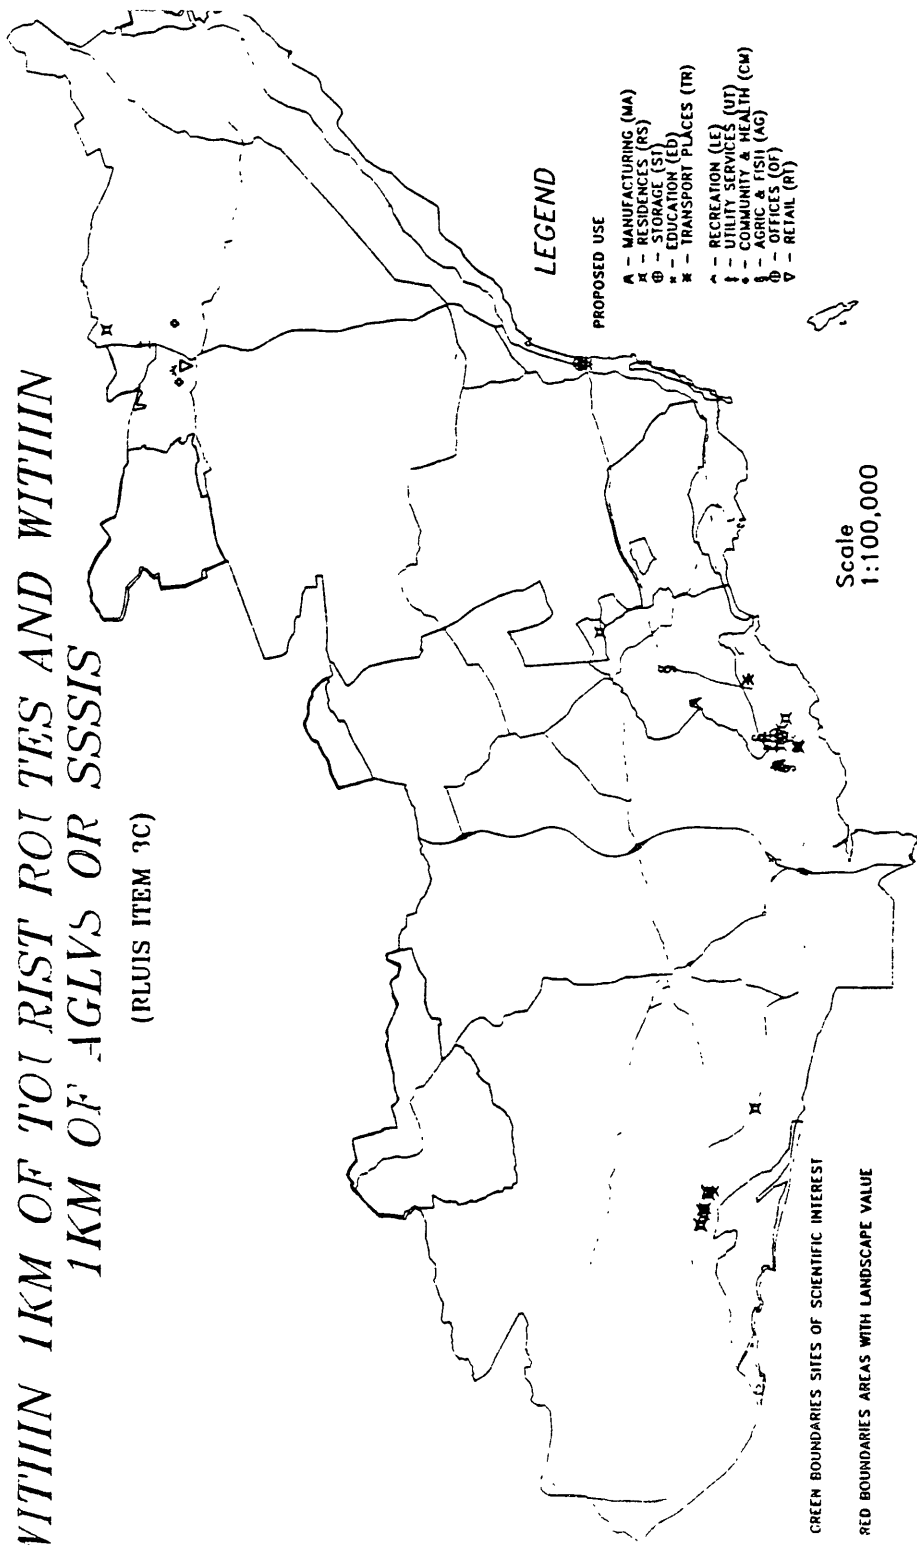 WITHIN 1KM OF TOURIST ROUTES AND WITHIN
1KM OF AGLVS OR SSSIS
(RLUIS ITEM 3C)
LEGEND
PROPOSED USE
– MANUFACTURING (MA)
– RESIDENCES (RS)
– STORAGE (ST)
– EDUCATION (ED)
– TRANSPORT PLACES (TR)
– RECREATION (LE)
– UTILITY SERVICES (UT)
– COMMUNITY & HEALTH (CM)
– AGRIC & FISH (AG)
– OFFICES (OF)
– RETAIL (RT)
Scale
1:100,000
GREEN BOUNDARIES SITES OF SCIENTIFIC INTEREST
RED BOUNDARIES AREAS WITH LANDSCAPE VALUE